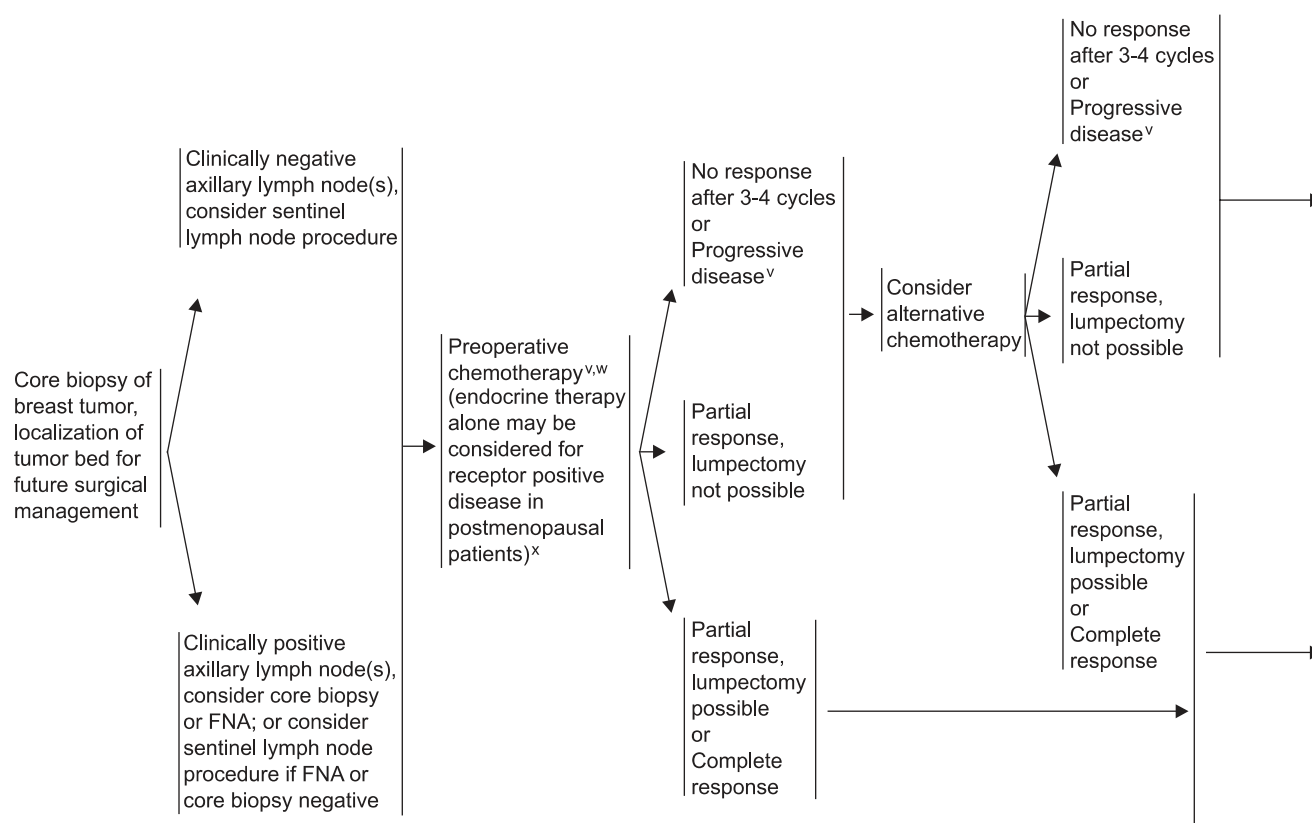 Core biopsy of
breast tumor,
localization of
tumor bed for
future surgical
management
Clinically negative
axillary lymph node(s),
consider sentinel
lymph node procedure
Clinically positive
axillary lymph node(s),
consider core biopsy
or FNA; or consider
sentinel lymph node
procedure if FNA or
core biopsy negative
Preoperative
chemotherapy^v,w
(endocrine therapy
alone may be
considered for
receptor positive
disease in
postmenopausal
patients)^x
No response
after 3-4 cycles
or
Progressive
disease^v
Partial
response,
lumpectomy
not possible
Partial
response,
lumpectomy
possible
or
Complete
response
Consider
alternative
chemotherapy
No response
after 3-4 cycles
or
Progressive
disease^v
Partial
response,
lumpectomy
not possible
Partial
response,
lumpectomy
possible
or
Complete
response